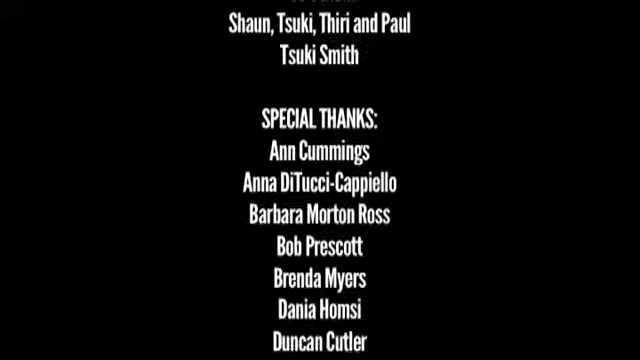 Shaun, Tsuki, Thiri and Paul
Tsuki Smith
SPECIAL THANKS:
Ann Cummings
Anna DiTucci-Cappiello
Barbara Morton Ross
Bob Prescott
Brenda Myers
Dania Homsi
Duncan Cutler